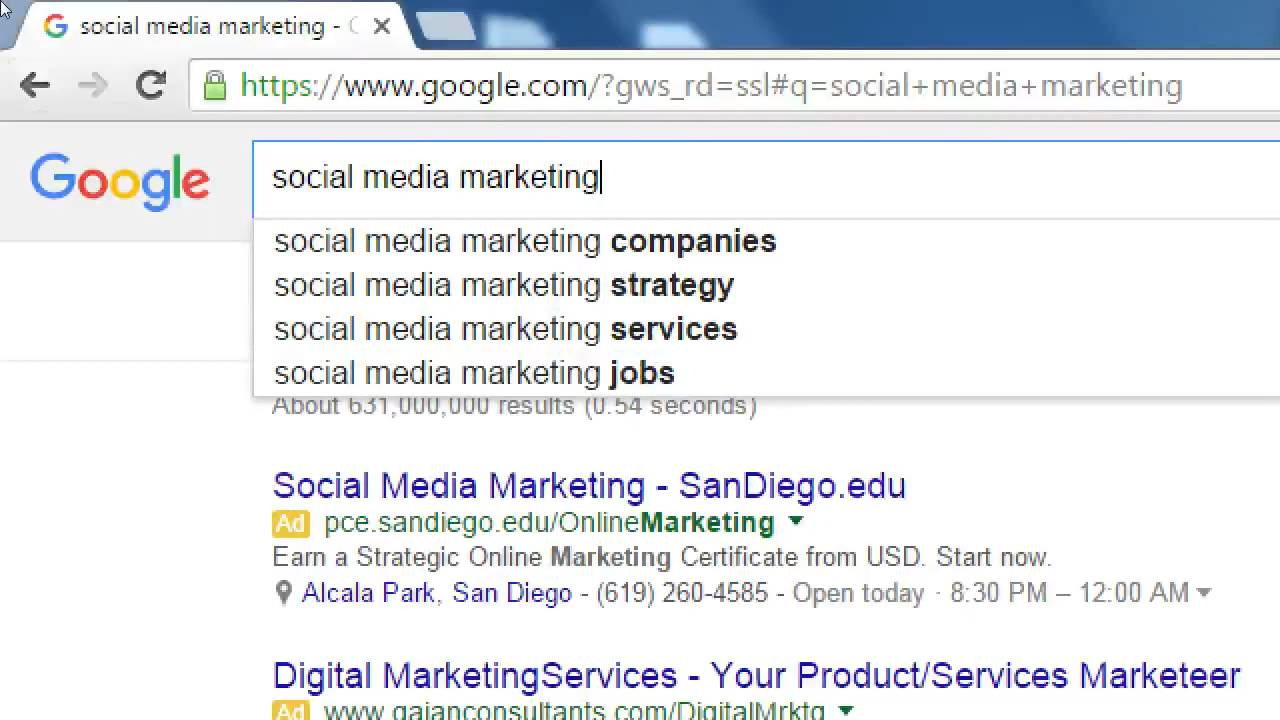 social media marketing - 
https://www.google.com/?gws_rd=ssl#q=social+media+marketing
Google
social media marketing
social media marketing companies
social media marketing strategy
social media marketing services
social media marketing jobs
About 631,000,000 results (0.54 seconds)
Social Media Marketing - SanDiego.edu
Ad pce.sandiego.edu/OnlineMarketing
Earn a Strategic Online Marketing Certificate from USD. Start now.
Alcala Park, San Diego - (619) 260-4585 - Open today · 8:30 PM – 12:00 AM
Digital MarketingServices - Your Product/Services Marketeer
Ad www.gaianconsultants.com/DigitalMrktg